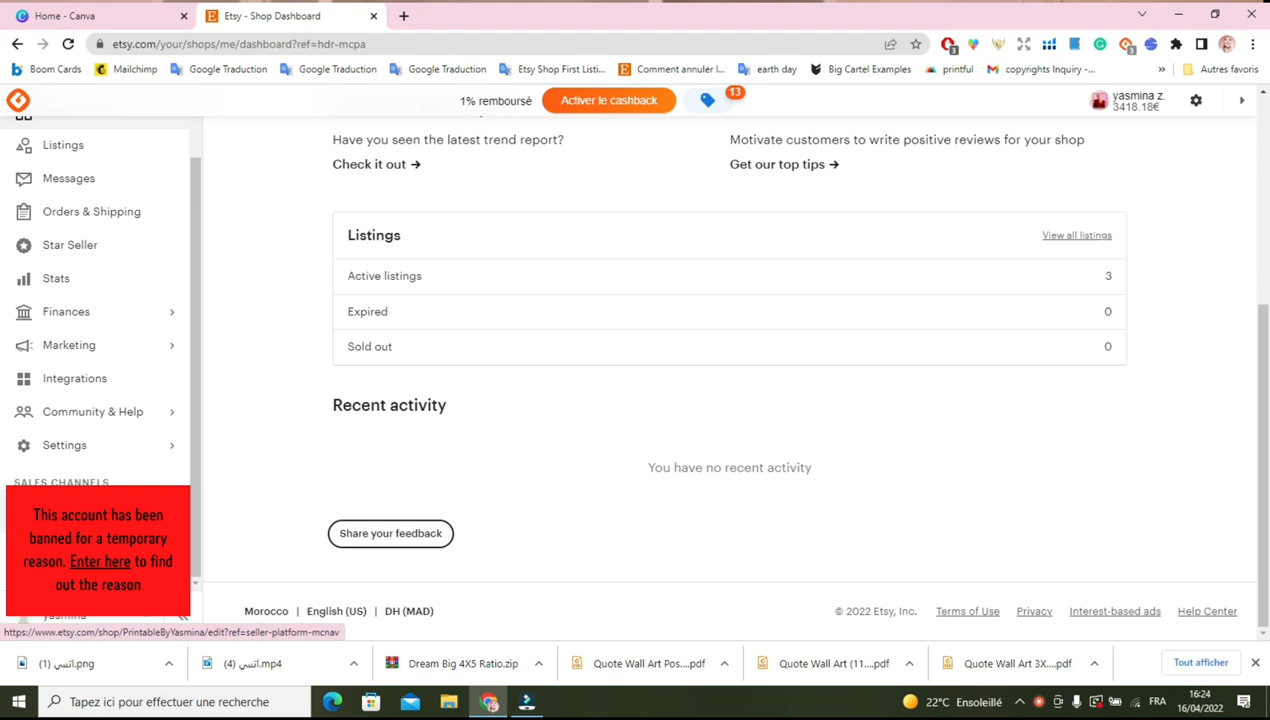 Home - Canva
Etsy - Shop Dashboard
etsy.com/your/shops/me/dashboard?ref=hdr-mcpa
3
3
Boom Cards
Mailchimp
Google Traduction
Google Traduction
Google Traduction
Etsy Shop First Listi...
Comment annuler l...
earth day
Big Cartel Examples
printful
copyrights Inquiry -...
»
Autres favoris
1% remboursé
Activer le cashback
13
yasmina z.
3418.18€
Listings
Messages
Orders & Shipping
Star Seller
Stats
Finances
Marketing
Integrations
Community & Help
Settings
SALES CHANNELS
This account has been
banned for a temporary
reason. Enter here to find
out the reason
yasmina
Have you seen the latest trend report?
Check it out →
Motivate customers to write positive reviews for your shop
Get our top tips →
Listings
View all listings
Active listings 3
Expired 0
Sold out 0
Recent activity
You have no recent activity
Share your feedback
Morocco | English (US) | DH (MAD)
© 2022 Etsy, Inc. Terms of Use Privacy Interest-based ads Help Center
https://www.etsy.com/shop/PrintableByYasmina/edit?ref=seller-platform-mcnav
اتسي (1).png
اتسي (4).mp4
Dream Big 4X5 Ratio.zip
Quote Wall Art Pos....pdf
Quote Wall Art (11....pdf
Quote Wall Art 3X....pdf
Tout afficher
Tapez ici pour effectuer une recherche
22°C Ensoleillé
FRA
16:24
16/04/2022